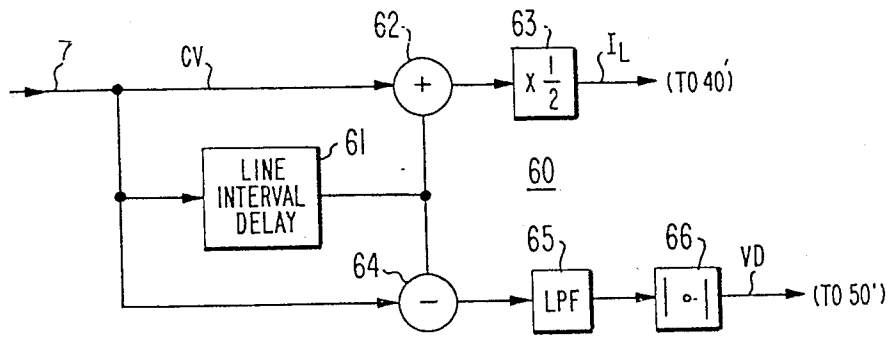 7
CV
62
+
63
X 1/2
I_L
(TO 40')
61
LINE
INTERVAL
DELAY
60
64
−
65
LPF
66
| o- |
VD
(TO 50')